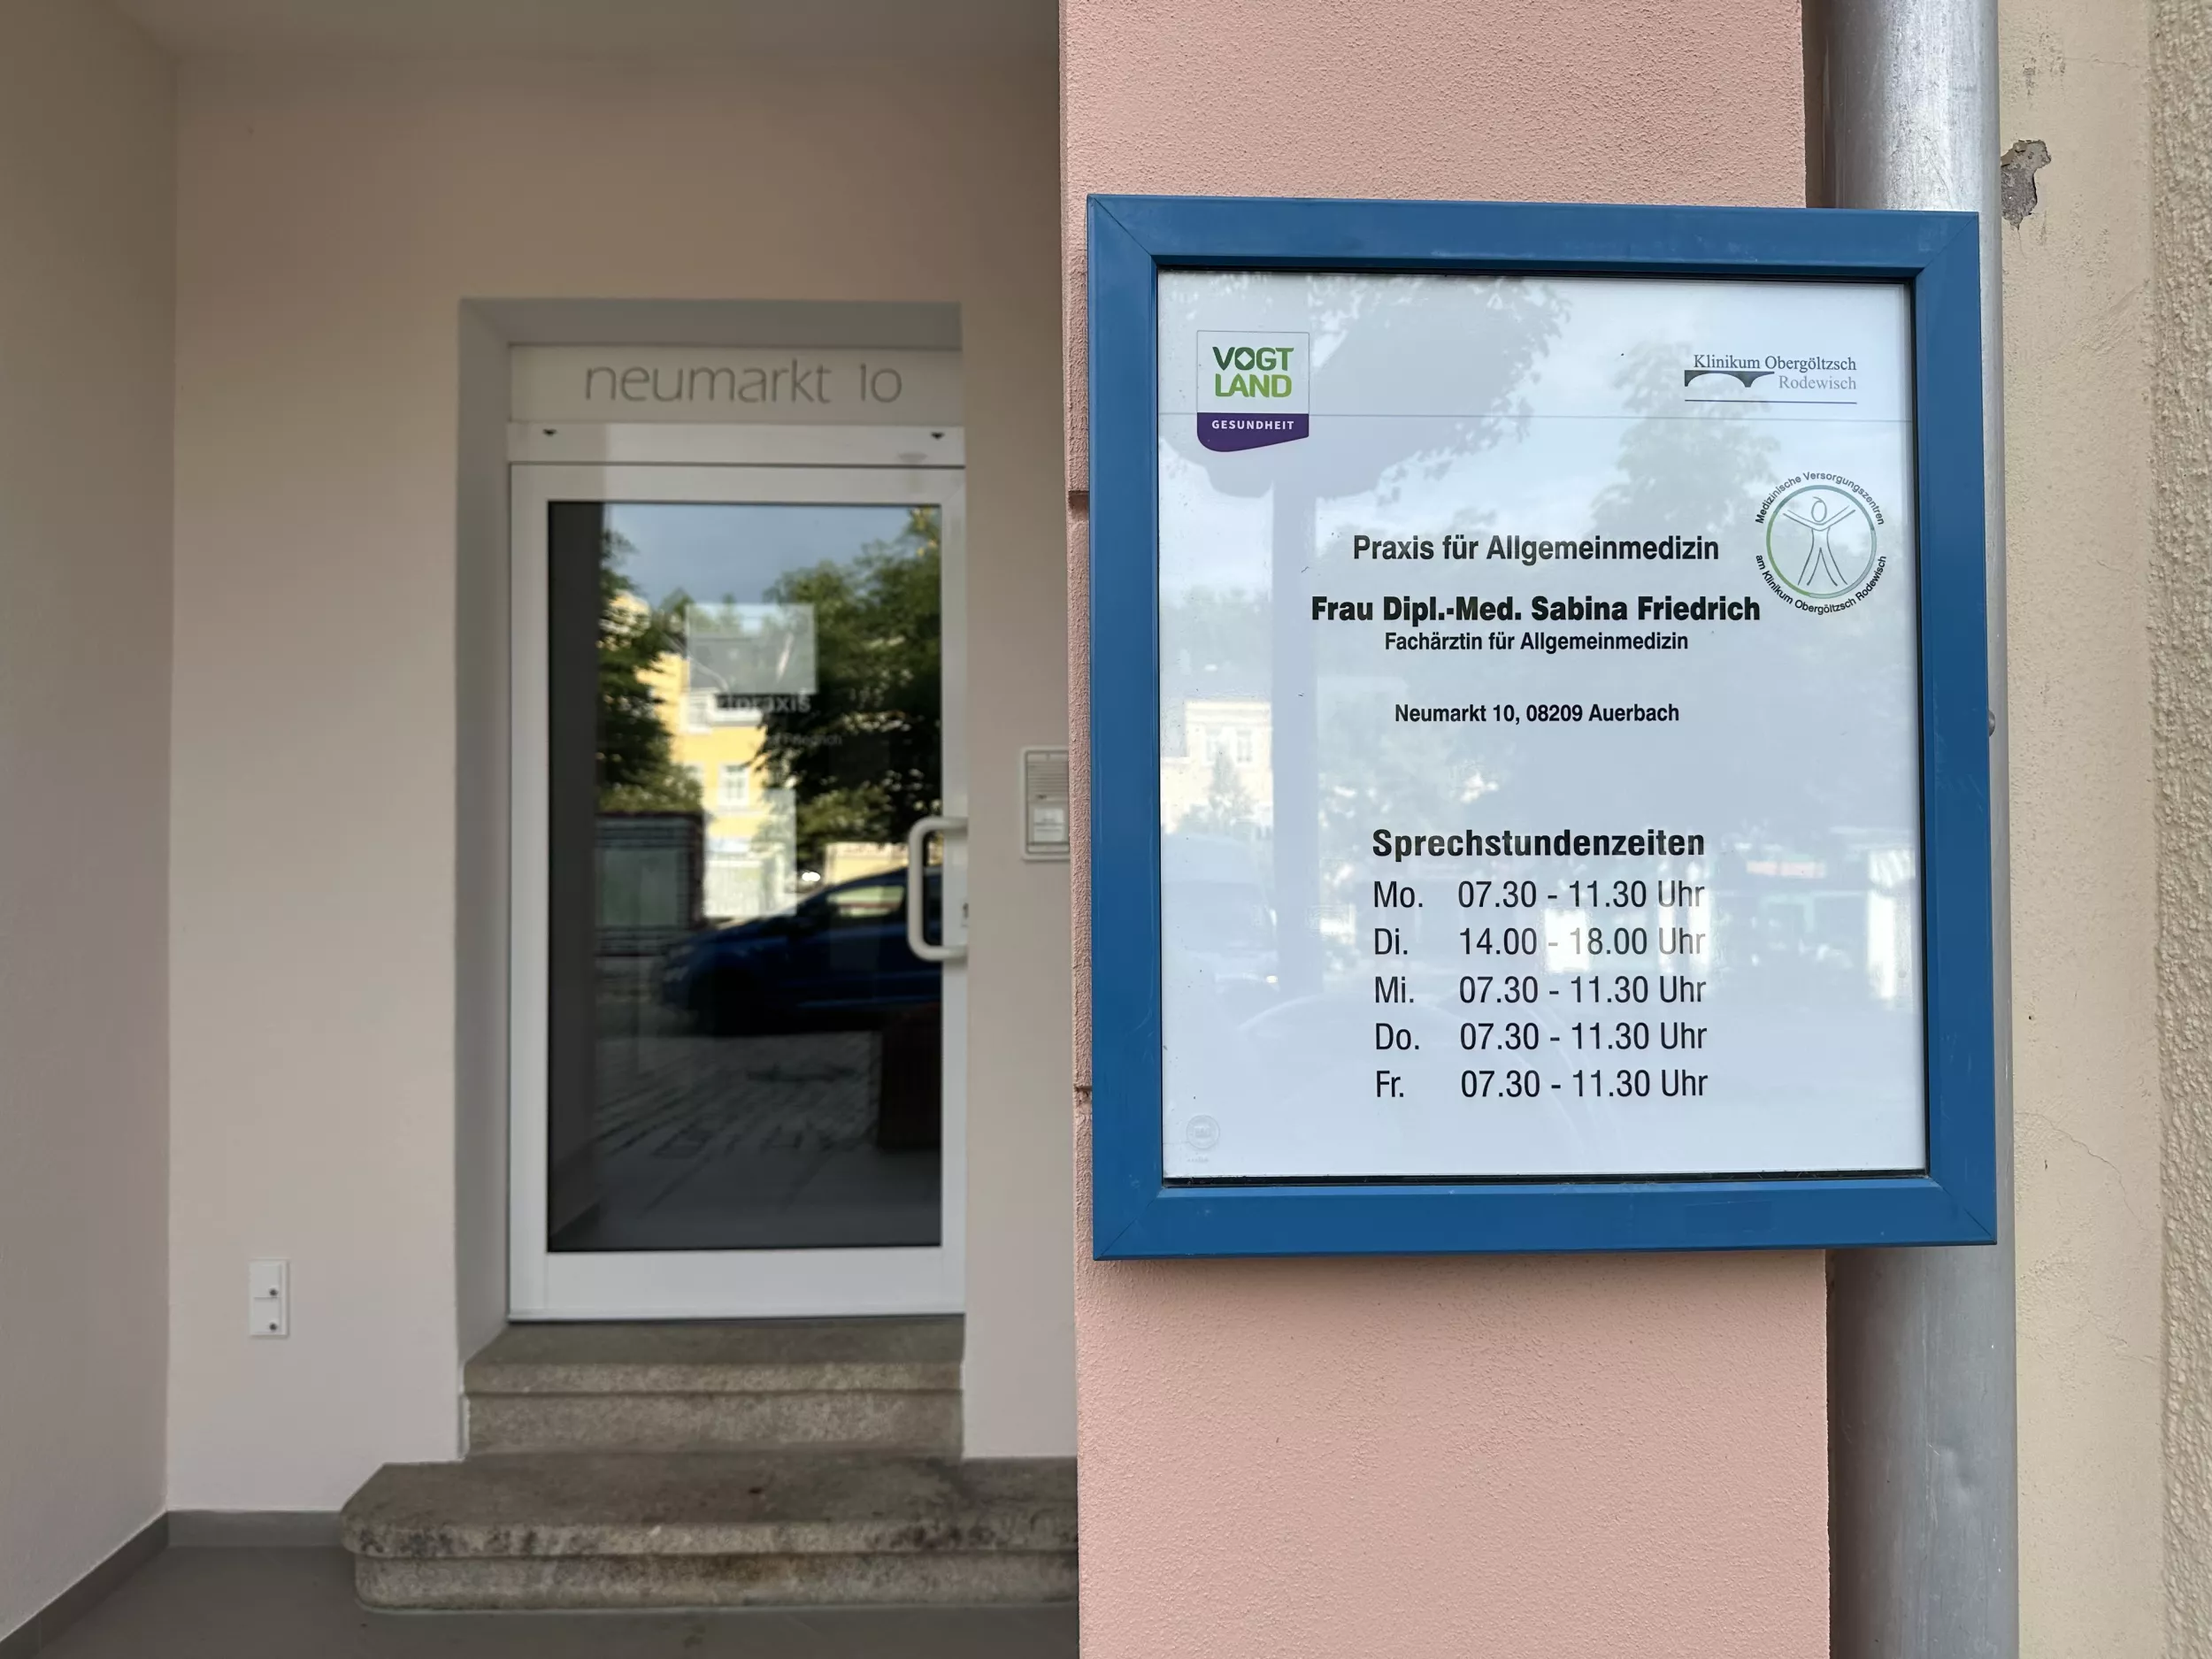 neumarkt 10
VOGT
LAND
GESUNDHEIT
Klinikum Obergöltzsch
Rodewisch
Medizinische Versorgungszentren
am Klinikum Obergöltzsch Rodewisch
Praxis für Allgemeinmedizin
Frau Dipl.-Med. Sabina Friedrich
Fachärztin für Allgemeinmedizin
Neumarkt 10, 08209 Auerbach
Sprechstundenzeiten
Mo. 07.30 - 11.30 Uhr
Di. 14.00 - 18.00 Uhr
Mi. 07.30 - 11.30 Uhr
Do. 07.30 - 11.30 Uhr
Fr. 07.30 - 11.30 Uhr